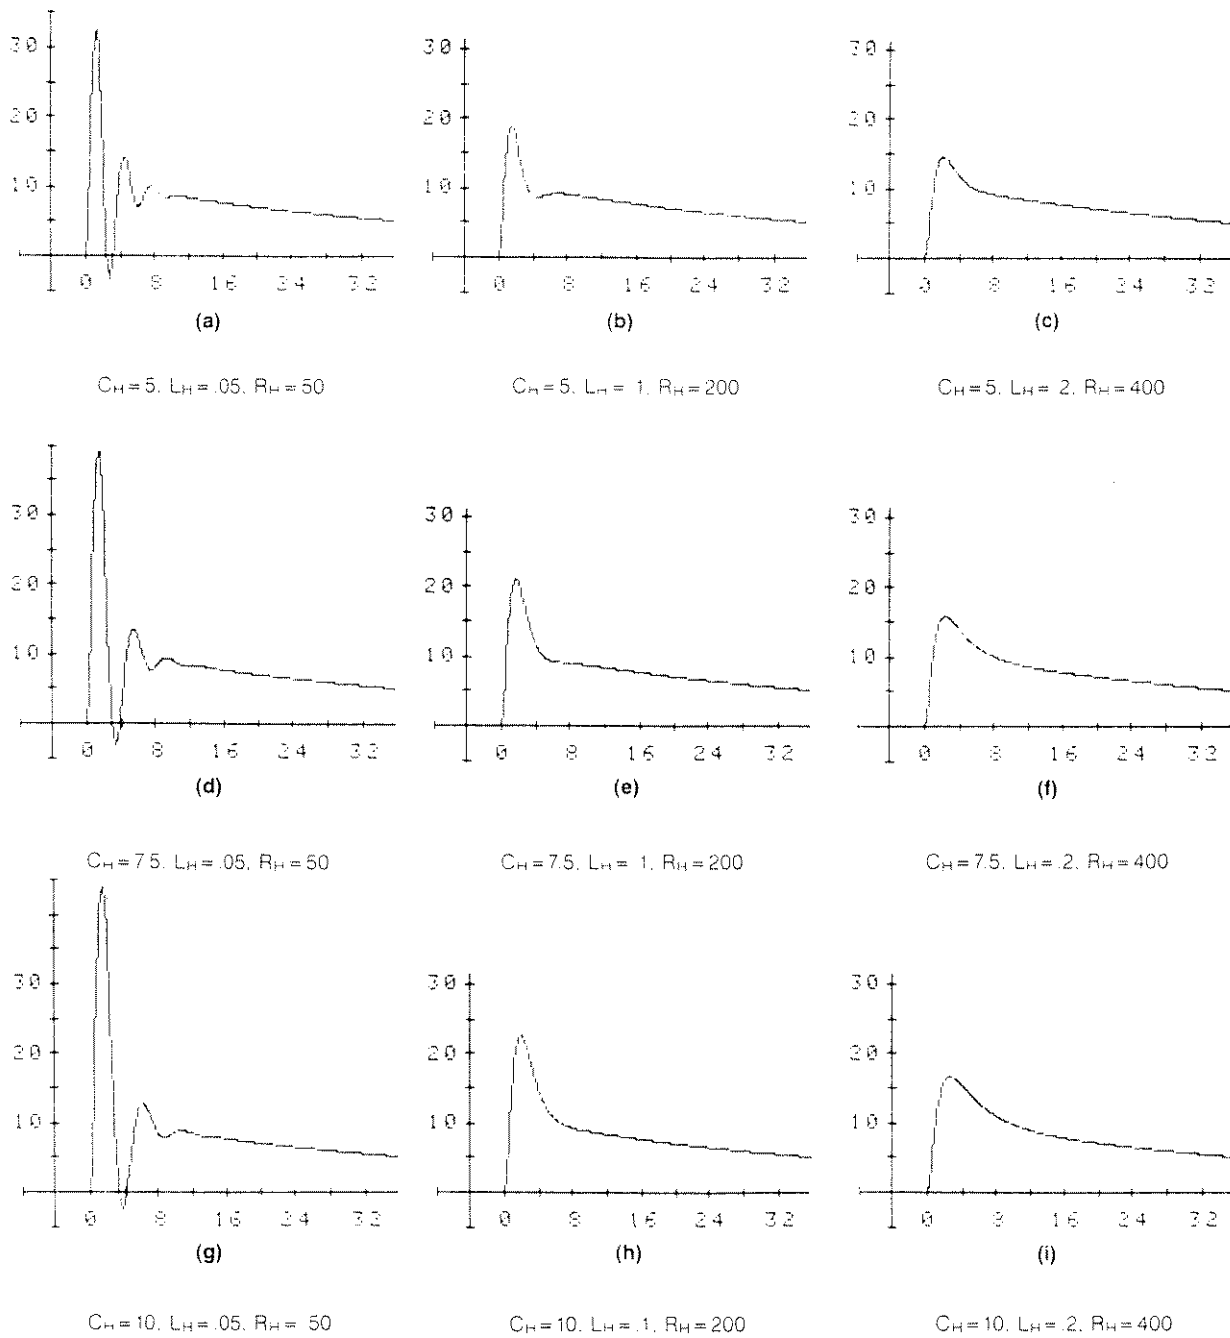 30
20
10
0 8 16 24 32
(a)
30
20
10
0 8 16 24 32
(b)
30
20
10
0 8 16 24 32
(c)
C_H=5, L_H=.05, R_H=50
C_H=5, L_H= 1, R_H=200
C_H=5, L_H= 2, R_H=400
30
20
10
0 8 16 24 32
(d)
30
20
10
0 8 16 24 32
(e)
30
20
10
0 8 16 24 32
(f)
C_H=7.5, L_H=.05, R_H=50
C_H=7.5, L_H= 1, R_H=200
C_H=7.5, L_H=.2, R_H=400
30
20
10
0 8 16 24 32
(g)
30
20
10
0 8 16 24 32
(h)
30
20
10
0 8 16 24 32
(i)
C_H=10, L_H=.05, R_H= 50
C_H=10, L_H=.1, R_H=200
C_H=10, L_H=.2, R_H=400